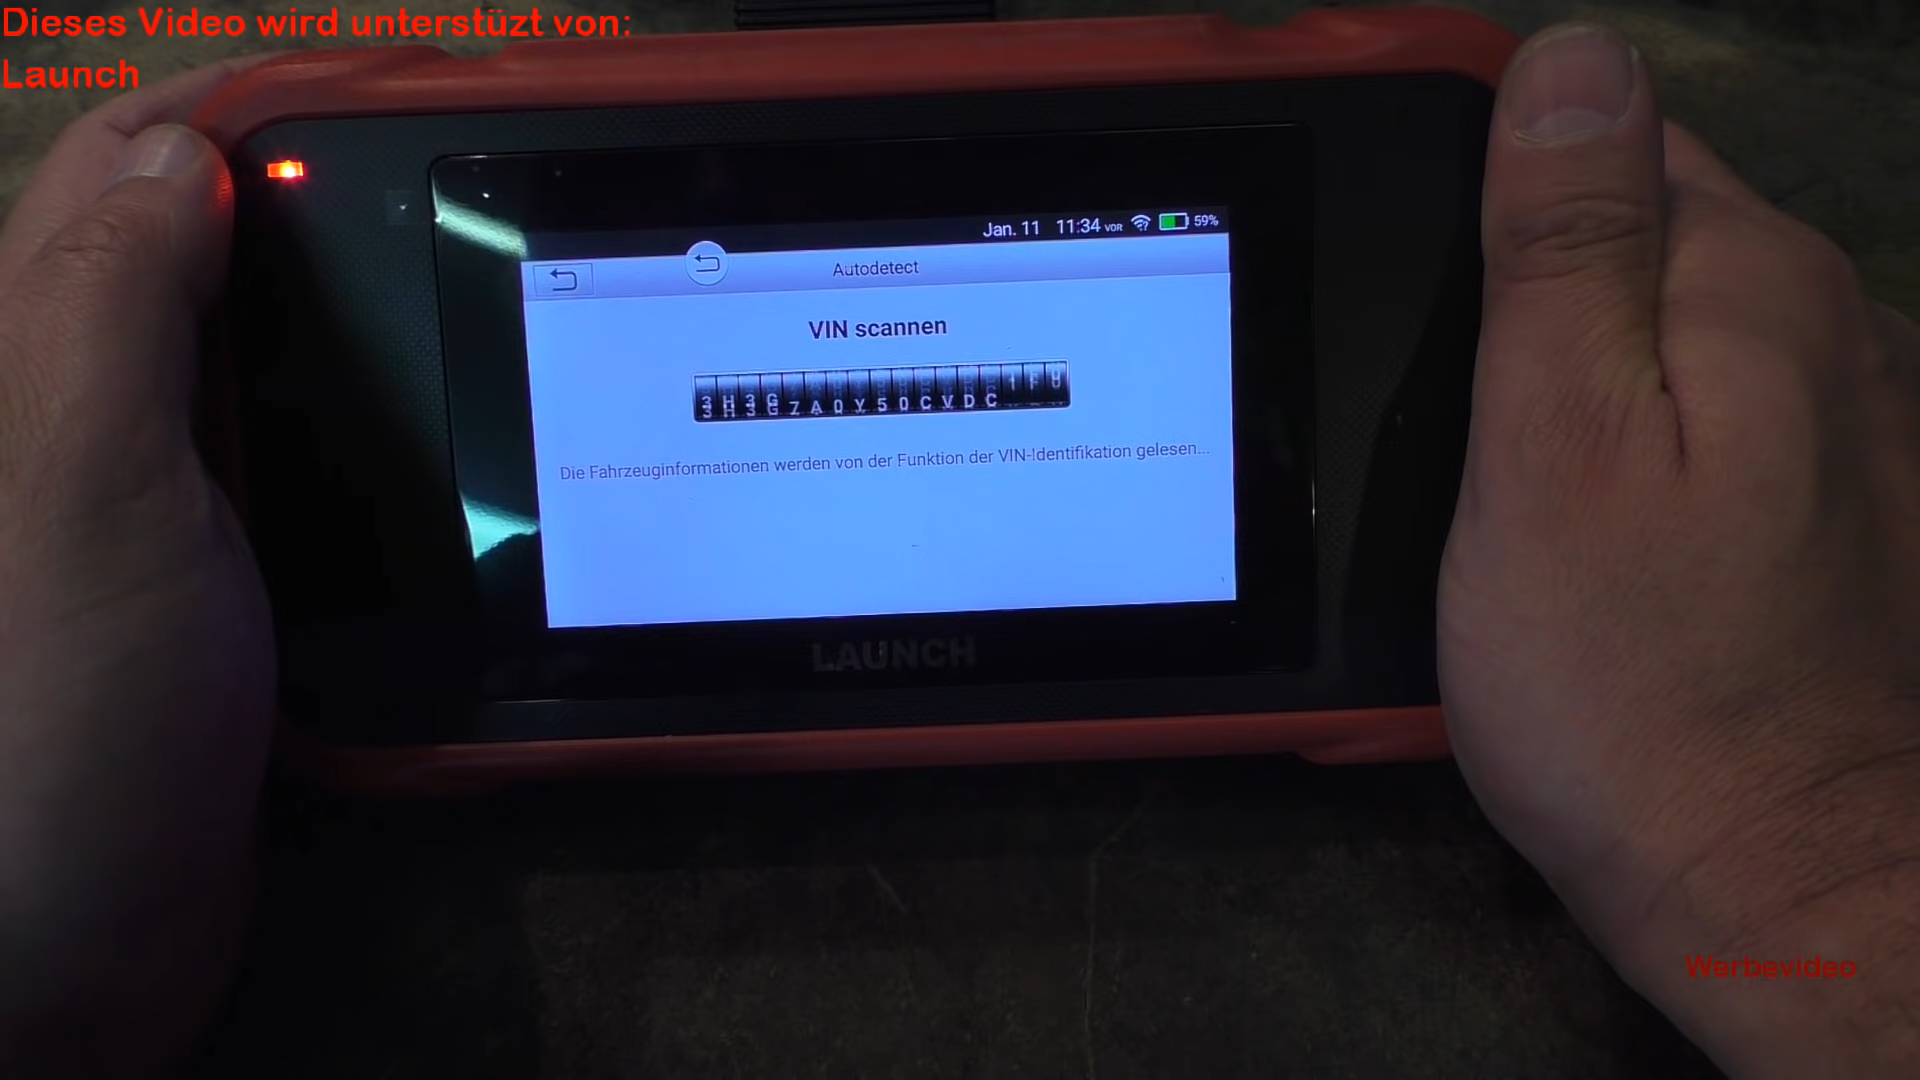 Dieses Video wird unterstüzt von:
Launch
Jan. 11 11:34 VOR 59%
Autodetect
VIN scannen
Die Fahrzeuginformationen werden von der Funktion der VIN-Identifikation gelesen...
LAUNCH
Werbevideo